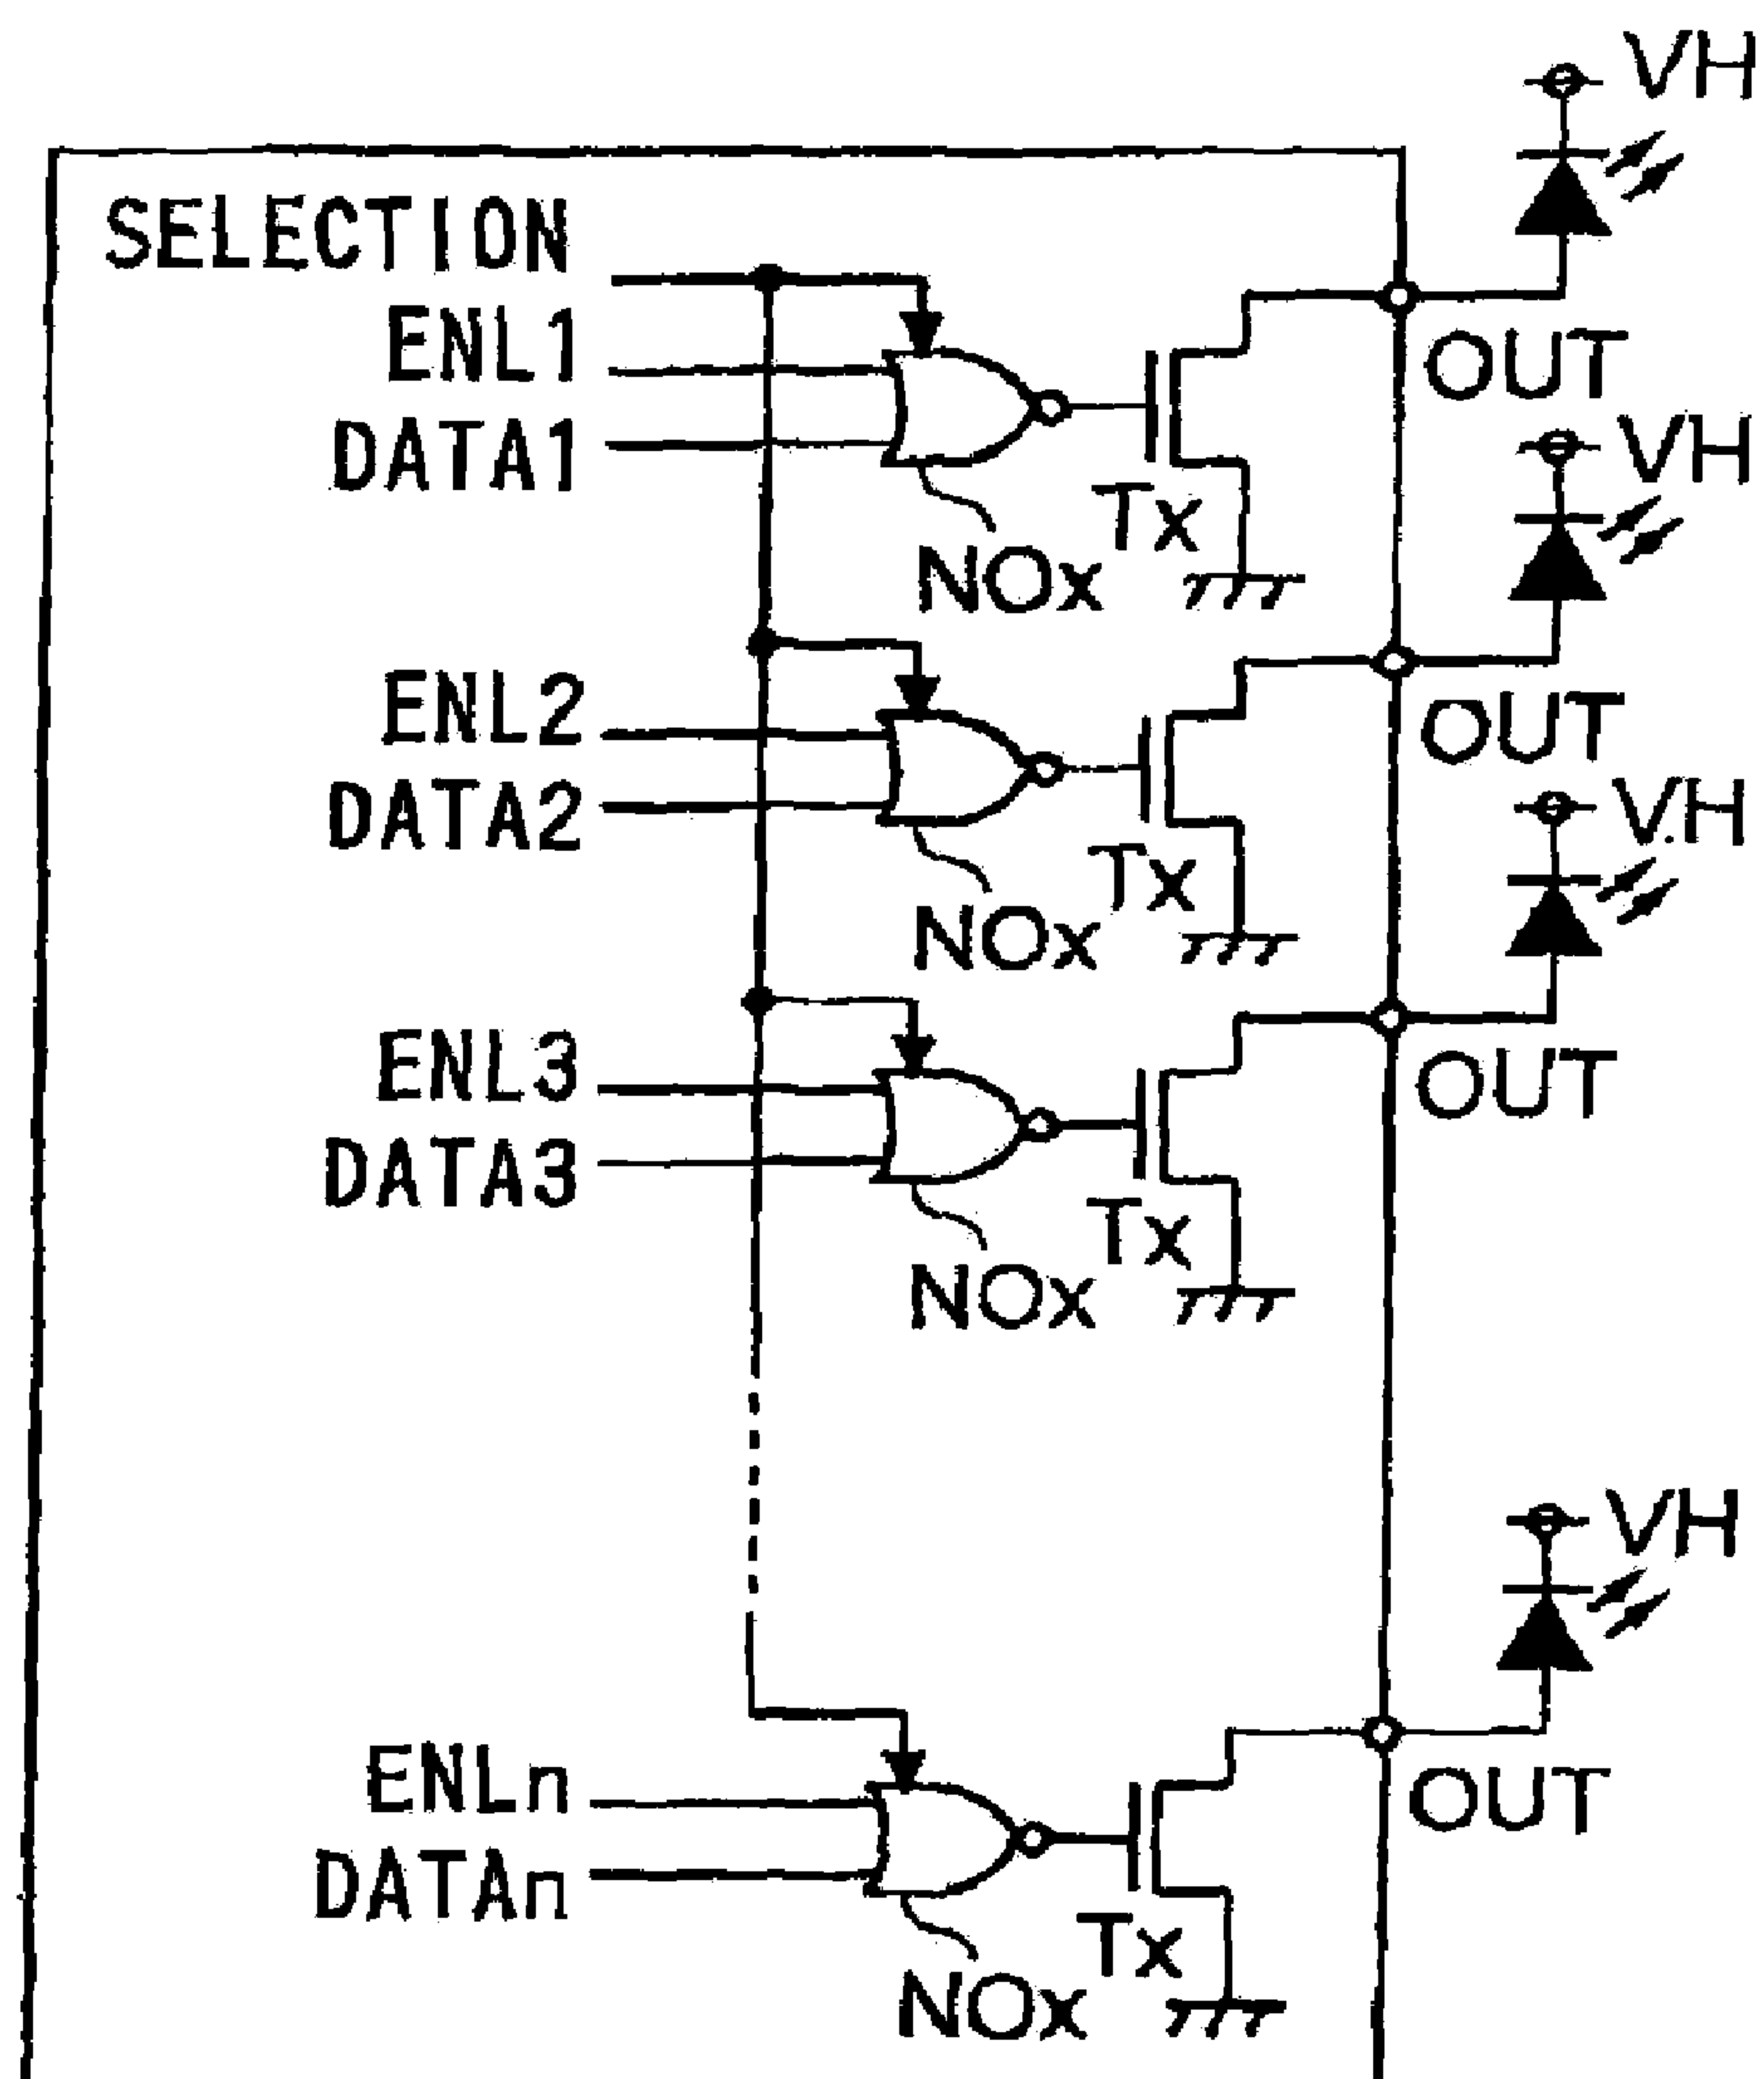 VH
SELECTION
ENL1
OUT
DATA1
VH
Tx
NOx
ENL2
OUT
DATA2
V.H
Tx
NOx
ENL3
OUT
DATA3
Tx
NOx
VH
ENLn
OUT
DATAn
Tx
NOx